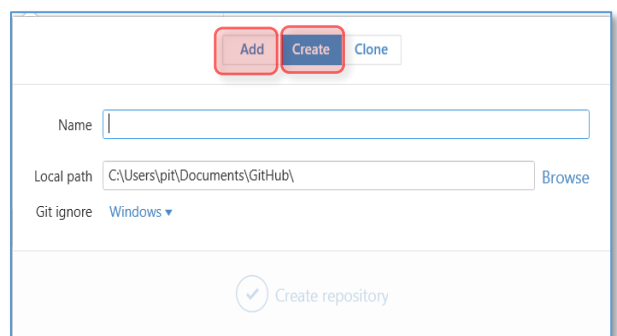 Add Create Clone
Name
Local path C:\Users\pit\Documents\GitHub\ Browse
Git ignore Windows
Create repository